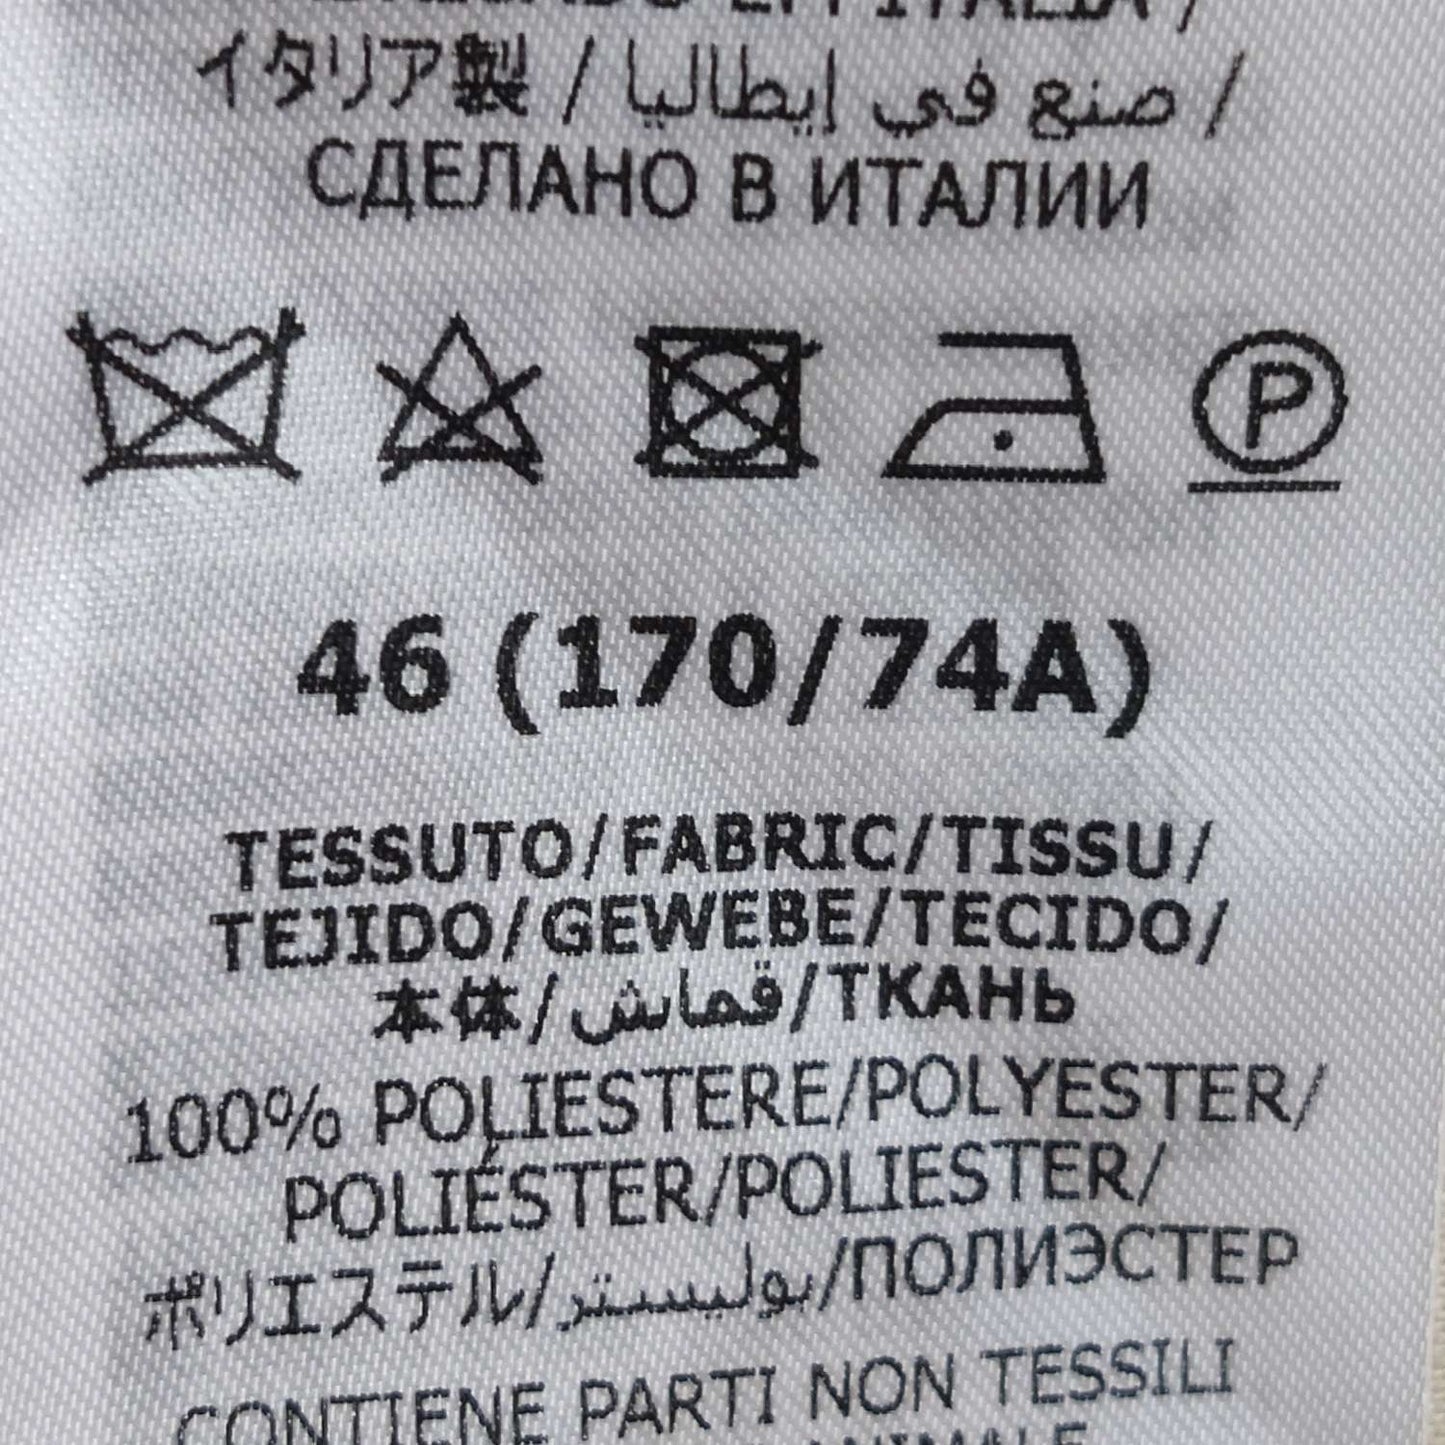 EM ITALIA /
イタリア製 / صنع في إيطاليا /
СДЕЛАНО В ИТАЛИИ
P
46 (170/74A)
TESSUTO/FABRIC/TISSU/
TEJIDO/GEWEBE/TECIDO/
本体/قماش/ТКАНЬ
100% POLIESTERE/POLYESTER/
POLIÉSTER/POLIESTER/
ポリエステル/بوليستر/ПОЛИЭСТЕР
CONTIENE PARTI NON TESSILI